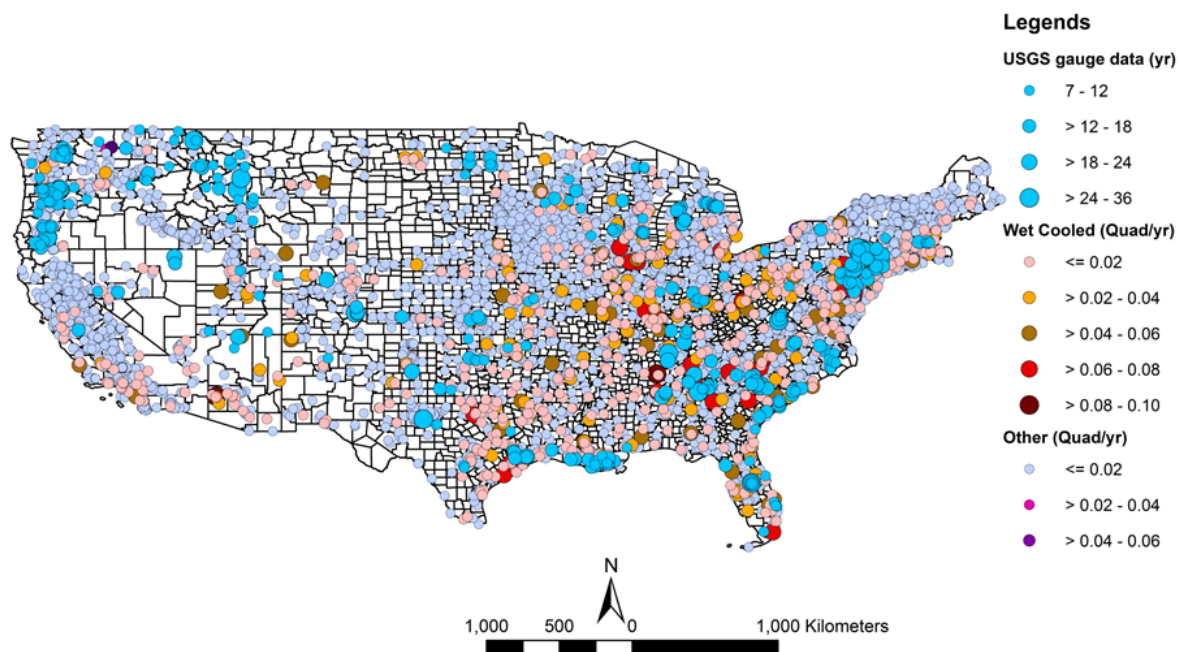 Legends
USGS gauge data (yr)
7 - 12
> 12 - 18
> 18 - 24
> 24 - 36
Wet Cooled (Quad/yr)
<= 0.02
> 0.02 - 0.04
> 0.04 - 0.06
> 0.06 - 0.08
> 0.08 - 0.10
Other (Quad/yr)
<= 0.02
> 0.02 - 0.04
> 0.04 - 0.06
N
1,000 500 0 1,000 Kilometers